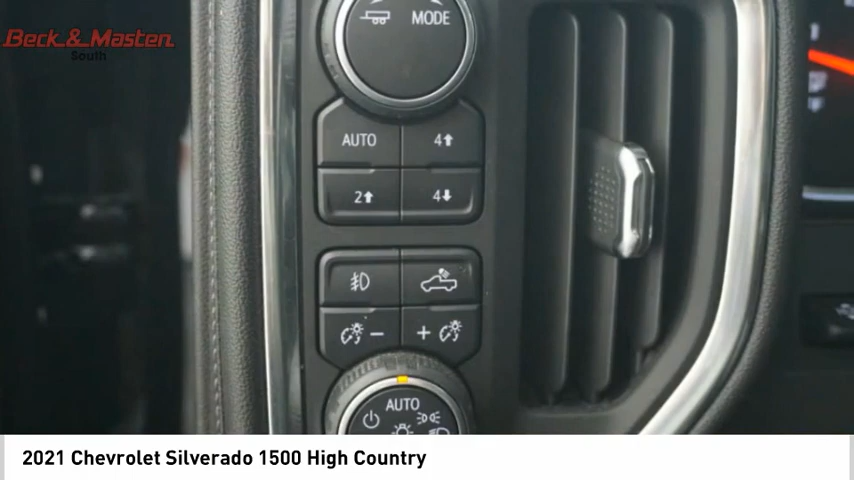 Beck & Masten
South
MODE
AUTO 4
2 4
AUTO
2021 Chevrolet Silverado 1500 High Country